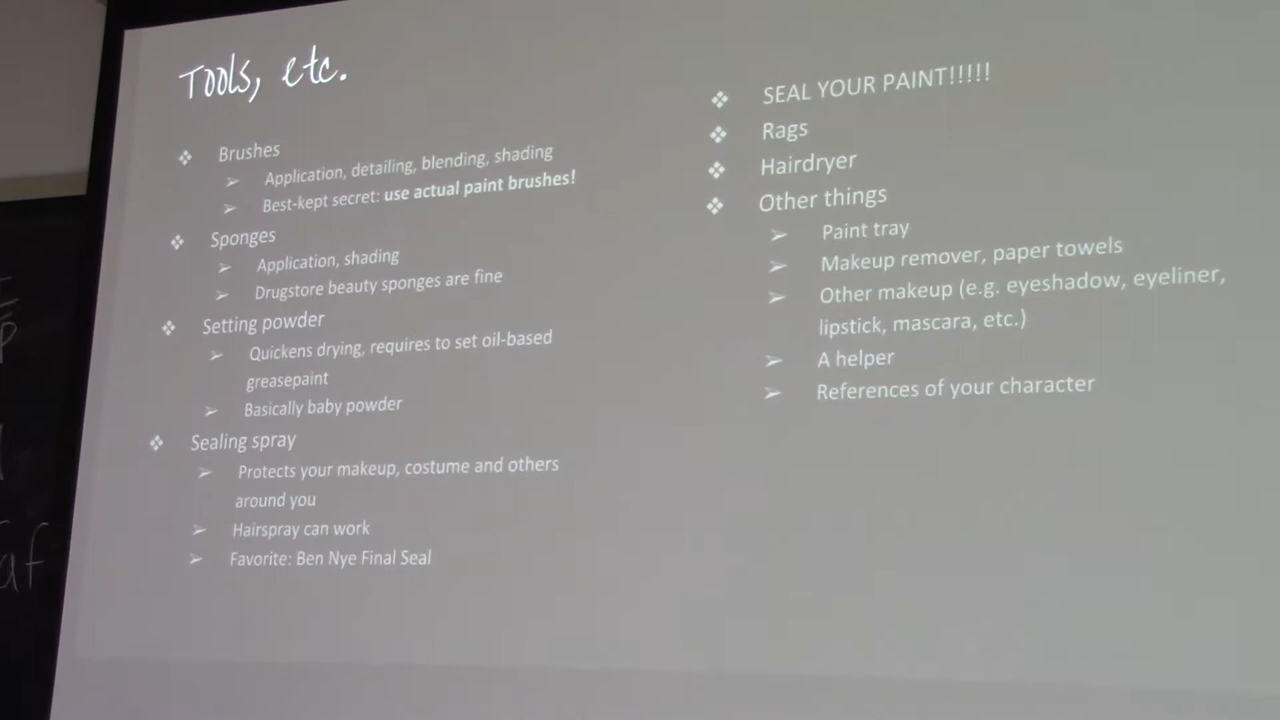 Tools, etc.
❖ Brushes
➢ Application, detailing, blending, shading
➢ Best-kept secret: use actual paint brushes!
❖ Sponges
➢ Application, shading
➢ Drugstore beauty sponges are fine
❖ Setting powder
➢ Quickens drying, requires to set oil-based
greasepaint
➢ Basically baby powder
❖ Sealing spray
➢ Protects your makeup, costume and others
around you
➢ Hairspray can work
➢ Favorite: Ben Nye Final Seal
❖ SEAL YOUR PAINT!!!!!
❖ Rags
❖ Hairdryer
❖ Other things
➢ Paint tray
➢ Makeup remover, paper towels
➢ Other makeup (e.g. eyeshadow, eyeliner,
lipstick, mascara, etc.)
➢ A helper
➢ References of your character